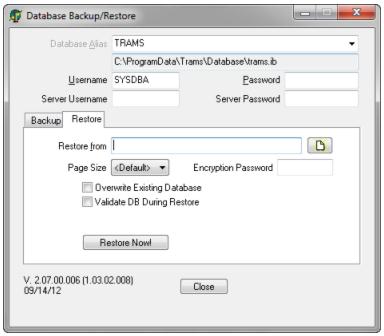 Database Backup/Restore
Database Alias TRAMS
C:\ProgramData\Trams\Database\trams.ib
Username SYSDBA Password
Server Username Server Password
Backup Restore
Restore from
Page Size <Default> Encryption Password
Overwrite Existing Database
Validate DB During Restore
Restore Now!
V. 2.07.00.006 (1.03.02.008)
09/14/12
Close